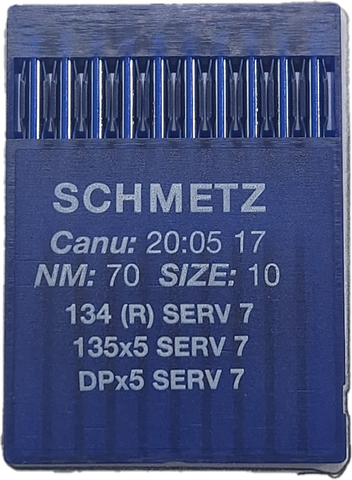 SCHMETZ
Canu: 20:05 17
NM: 70 SIZE: 10
134 (R) SERV 7
135x5 SERV 7
DPx5 SERV 7